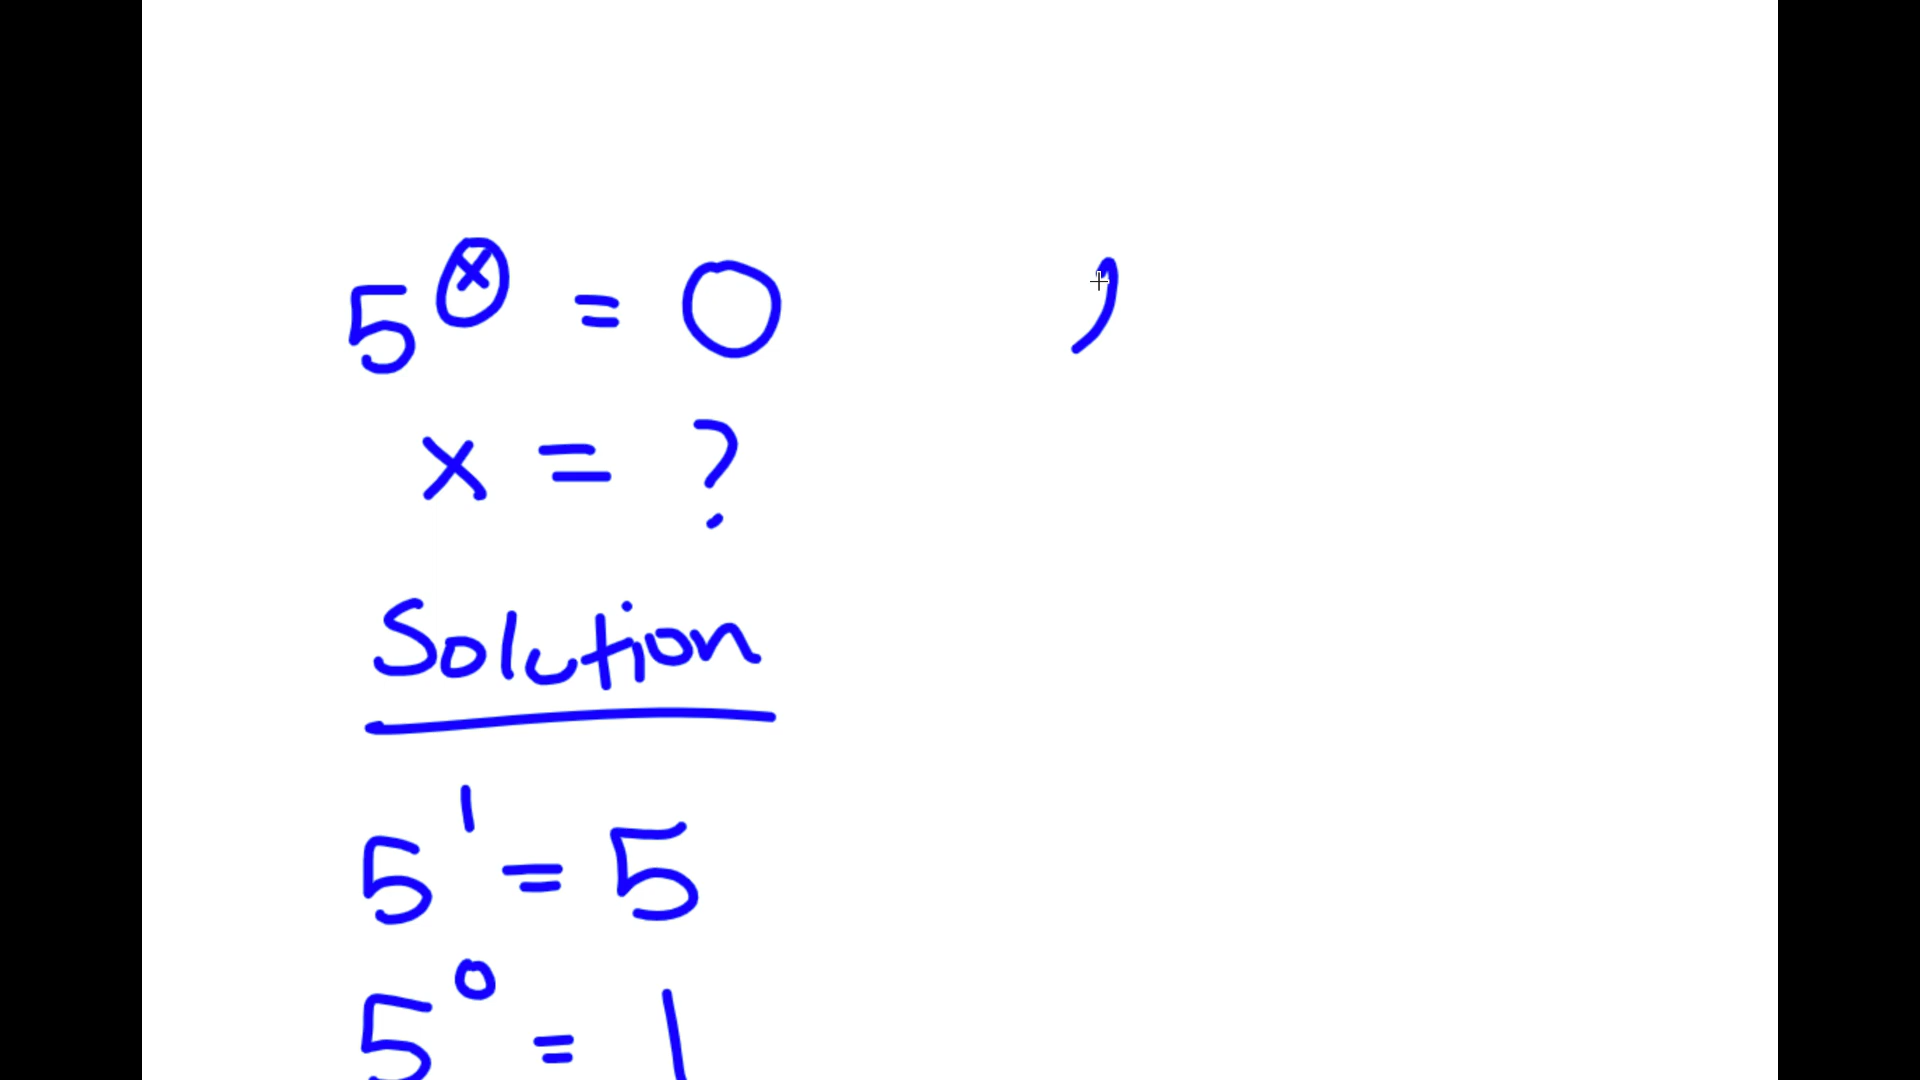 5^x = 0 ,
x = ?
Solution
5^1 = 5
5^0 = 1